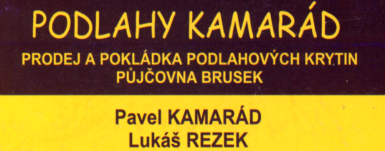 PODLAHY KAMARÁD
PRODEJ A POKLÁDKA PODLAHOVÝCH KRYTIN
PŮJČOVNA BRUSEK
Pavel KAMARÁD
Lukáš REZEK